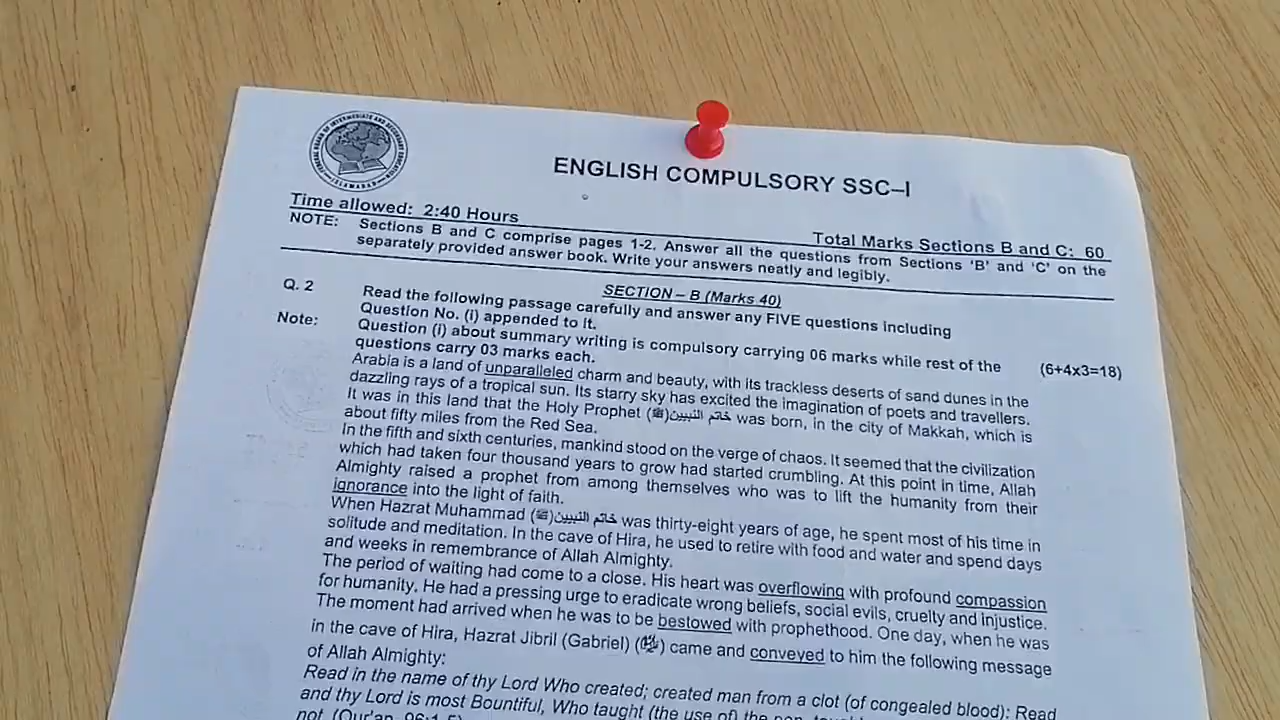 FEDERAL BOARD OF INTERMEDIATE AND SECONDARY EDUCATION
ISLAMABAD
ENGLISH COMPULSORY SSC–I
Time allowed: 2:40 Hours
Total Marks Sections B and C: 60
NOTE: Sections B and C comprise pages 1-2. Answer all the questions from Sections 'B' and 'C' on the
separately provided answer book. Write your answers neatly and legibly.
SECTION – B (Marks 40)
Q. 2 Read the following passage carefully and answer any FIVE questions including
Question No. (i) appended to it.
Note: Question (i) about summary writing is compulsory carrying 06 marks while rest of the
questions carry 03 marks each. (6+4x3=18)
Arabia is a land of unparalleled charm and beauty, with its trackless deserts of sand dunes in the
dazzling rays of a tropical sun. Its starry sky has excited the imagination of poets and travellers.
It was in this land that the Holy Prophet (ﷺ) خاتم النبيين was born, in the city of Makkah, which is
about fifty miles from the Red Sea.
In the fifth and sixth centuries, mankind stood on the verge of chaos. It seemed that the civilization
which had taken four thousand years to grow had started crumbling. At this point in time, Allah
Almighty raised a prophet from among themselves who was to lift the humanity from their
ignorance into the light of faith.
When Hazrat Muhammad (ﷺ) خاتم النبيين was thirty-eight years of age, he spent most of his time in
solitude and meditation. In the cave of Hira, he used to retire with food and water and spend days
and weeks in remembrance of Allah Almighty.
The period of waiting had come to a close. His heart was overflowing with profound compassion
for humanity. He had a pressing urge to eradicate wrong beliefs, social evils, cruelty and injustice.
The moment had arrived when he was to be bestowed with prophethood. One day, when he was
in the cave of Hira, Hazrat Jibril (Gabriel) came and conveyed to him the following message
of Allah Almighty:
Read in the name of thy Lord Who created; created man from a clot (of congealed blood): Read
and thy Lord is most Bountiful, Who taught (the use of) the pen, taught
not. (Qur'an, 96:1-5)